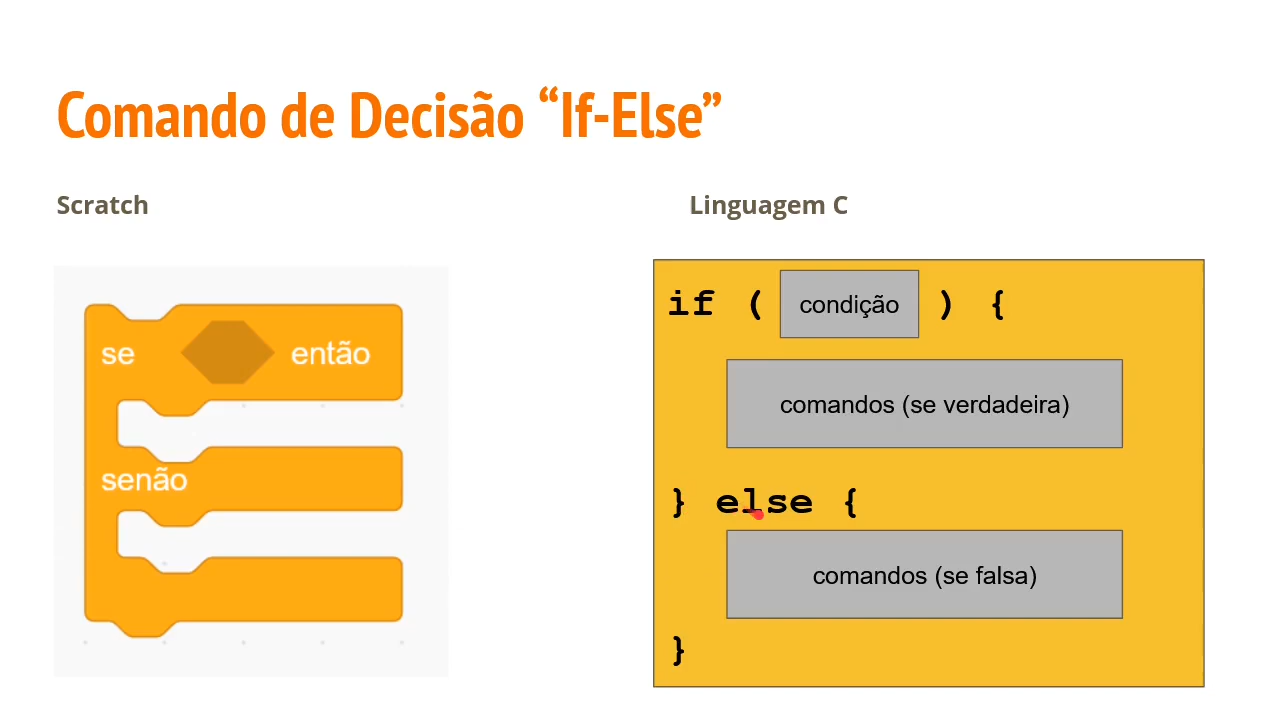 Comando de Decisão “If-Else”
Scratch
se então
senão
Linguagem C
if ( condição ) {
comandos (se verdadeira)
} else {
comandos (se falsa)
}